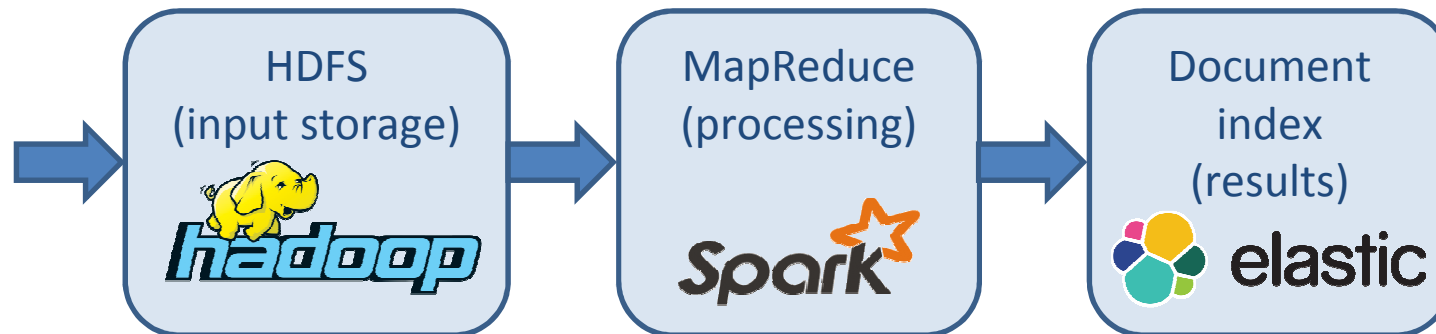 HDFS
(input storage)
hadoop
MapReduce
(processing)
Spark
Document
index
(results)
elastic